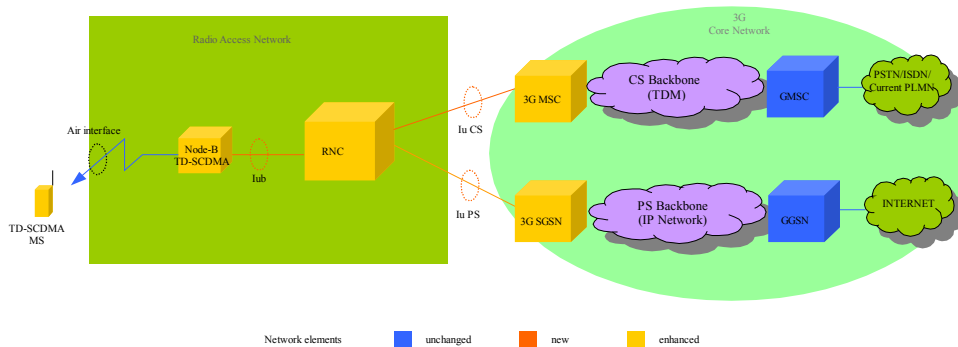 3G
Core Network
Radio Access Network
PSTN/ISDN/
Current PLMN
CS Backbone
(TDM)
3G MSC
GMSC
Iu CS
Air interface
Node-B
TD-SCDMA
RNC
Iub
TD-SCDMA
MS
Iu PS
3G SGSN
PS Backbone
(IP Network)
GGSN
INTERNET
Network elements
unchanged
new
enhanced